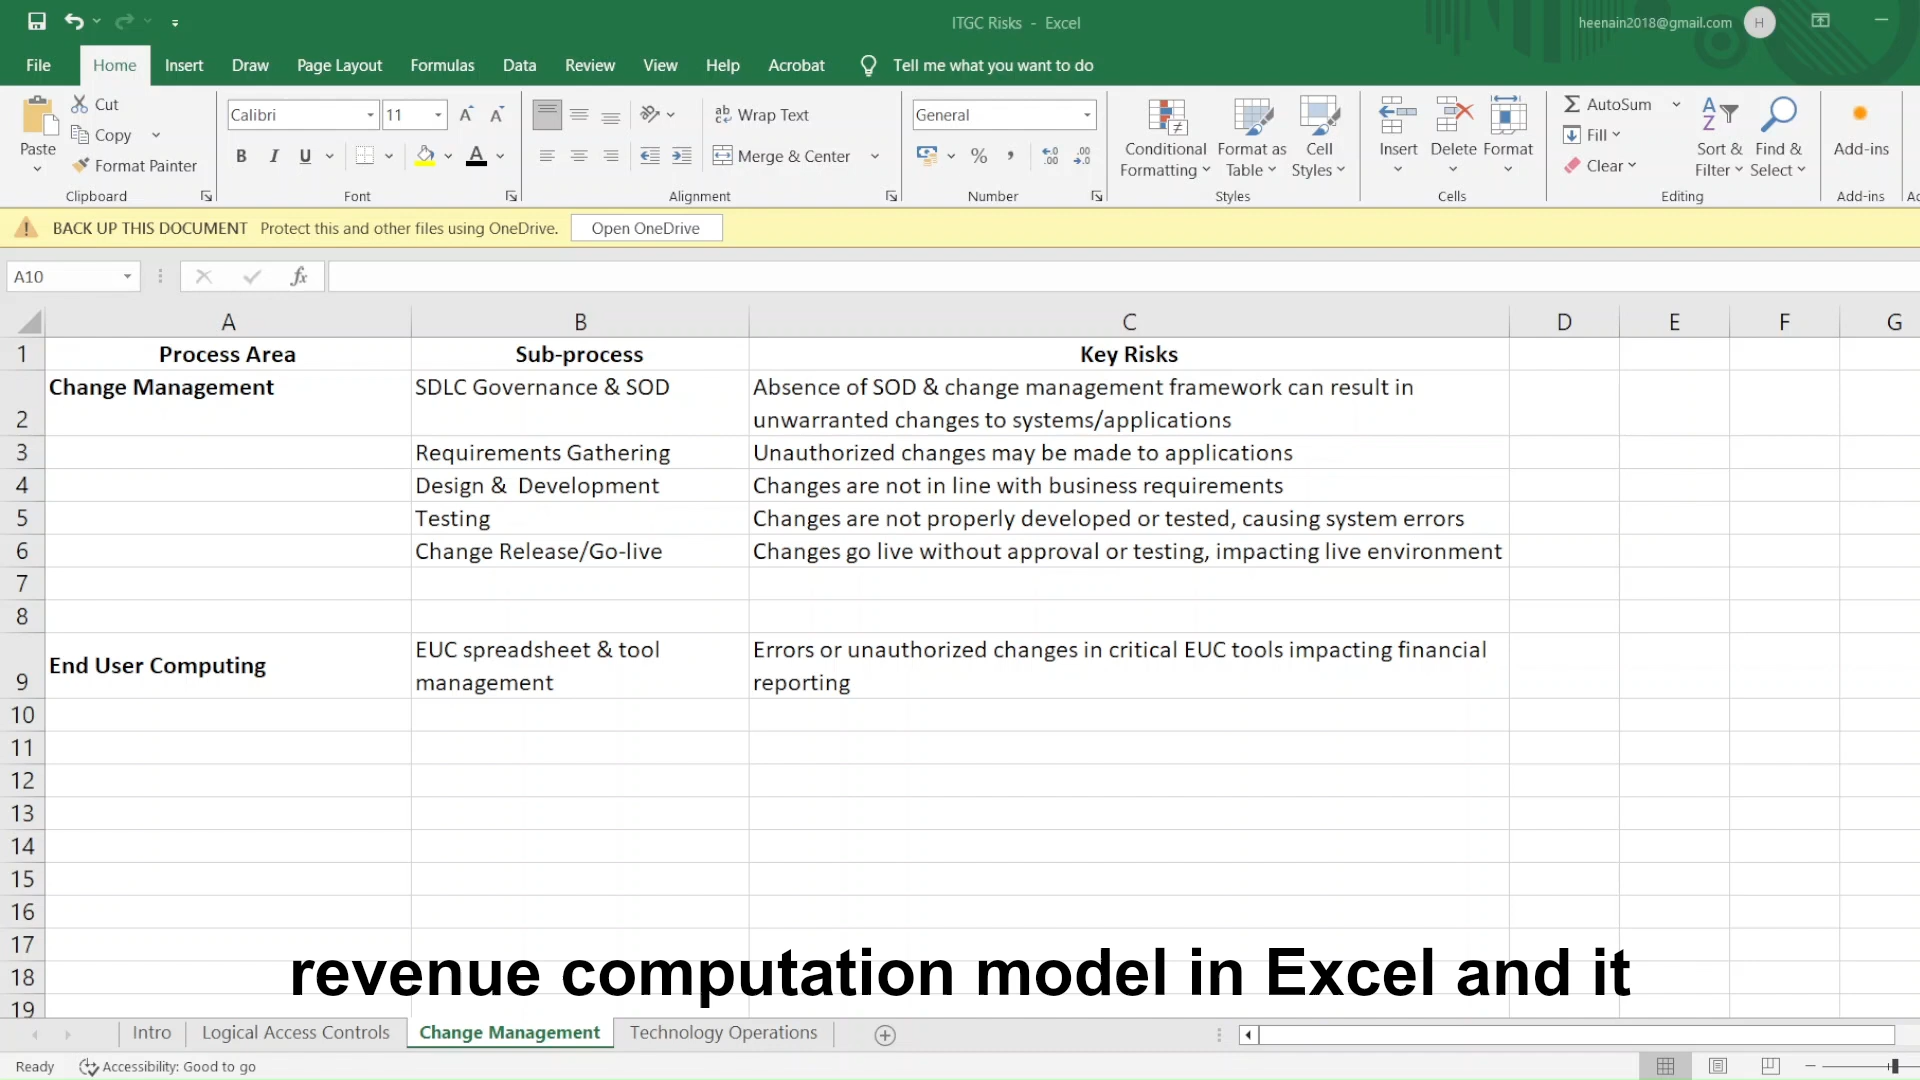 ITGC Risks - Excel
heenain2018@gmail.com
H
File
Home
Insert
Draw
Page Layout
Formulas
Data
Review
View
Help
Acrobat
Tell me what you want to do
Paste
Cut
Copy
Format Painter
Clipboard
Calibri
11
B I U
Font
Wrap Text
Merge & Center
Alignment
General
Number
Conditional Formatting
Format as Table
Cell Styles
Styles
Insert
Delete
Format
Cells
AutoSum
Fill
Clear
Sort & Filter
Find & Select
Editing
Add-ins
Add-ins
BACK UP THIS DOCUMENT Protect this and other files using OneDrive. Open OneDrive
A10
fx
A B C D E F G
1 Process Area Sub-process Key Risks
2 Change Management SDLC Governance & SOD Absence of SOD & change management framework can result in
unwarranted changes to systems/applications
3 Requirements Gathering Unauthorized changes may be made to applications
4 Design & Development Changes are not in line with business requirements
5 Testing Changes are not properly developed or tested, causing system errors
6 Change Release/Go-live Changes go live without approval or testing, impacting live environment
7
8
9 End User Computing EUC spreadsheet & tool management Errors or unauthorized changes in critical EUC tools impacting financial
reporting
10
11
12
13
14
15
16
17
18
19
revenue computation model in Excel and it
Intro
Logical Access Controls
Change Management
Technology Operations
Ready
Accessibility: Good to go